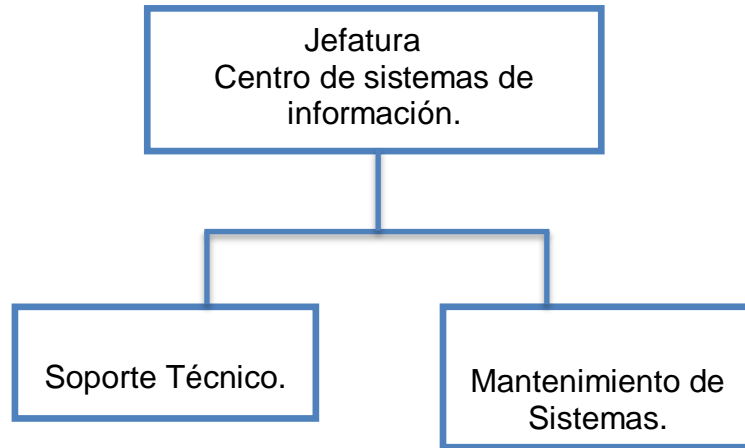 Jefatura
Centro de sistemas de
información.
Soporte Técnico.
Mantenimiento de
Sistemas.